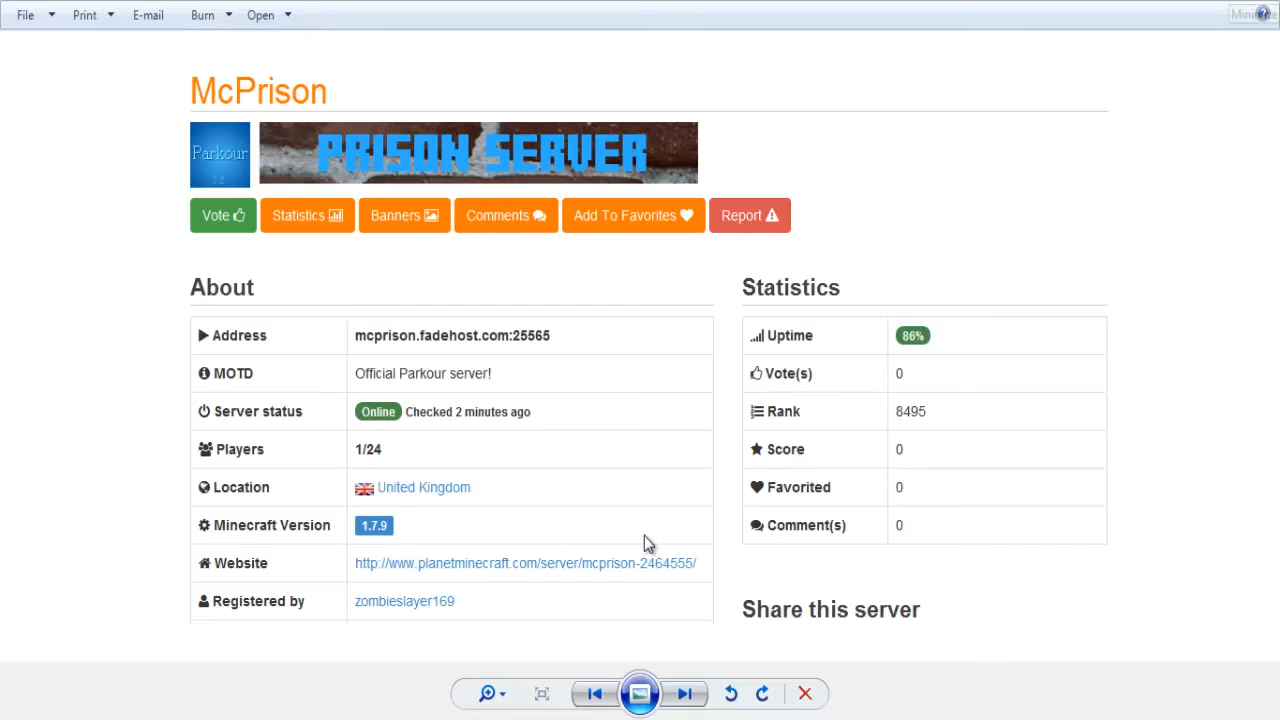 File Print E-mail Burn Open
McPrison
Parkour
PRISON SERVER
Vote Statistics Banners Comments Add To Favorites Report
About
Address mcprison.fadehost.com:25565
MOTD Official Parkour server!
Server status Online Checked 2 minutes ago
Players 1/24
Location United Kingdom
Minecraft Version 1.7.9
Website http://www.planetminecraft.com/server/mcprison-2464555/
Registered by zombieslayer169
Statistics
Uptime 86%
Vote(s) 0
Rank 8495
Score 0
Favorited 0
Comment(s) 0
Share this server